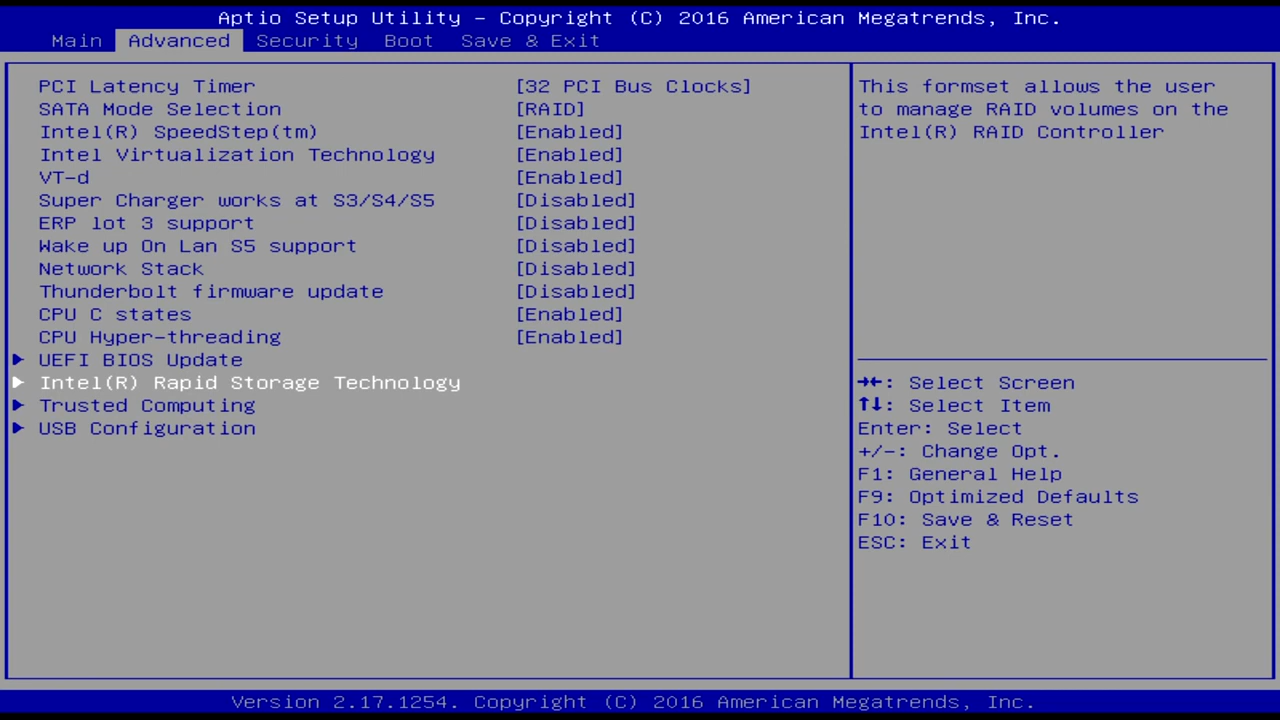 Aptio Setup Utility – Copyright (C) 2016 American Megatrends, Inc.
Main Advanced Security Boot Save & Exit
PCI Latency Timer [32 PCI Bus Clocks]
SATA Mode Selection [RAID]
Intel(R) SpeedStep(tm) [Enabled]
Intel Virtualization Technology [Enabled]
VT-d [Enabled]
Super Charger works at S3/S4/S5 [Disabled]
ERP lot 3 support [Disabled]
Wake up On Lan S5 support [Disabled]
Network Stack [Disabled]
Thunderbolt firmware update [Disabled]
CPU C states [Enabled]
CPU Hyper-threading [Enabled]
UEFI BIOS Update
Intel(R) Rapid Storage Technology
Trusted Computing
USB Configuration
This formset allows the user
to manage RAID volumes on the
Intel(R) RAID Controller
→←: Select Screen
↑↓: Select Item
Enter: Select
+/-: Change Opt.
F1: General Help
F9: Optimized Defaults
F10: Save & Reset
ESC: Exit
Version 2.17.1254. Copyright (C) 2016 American Megatrends, Inc.